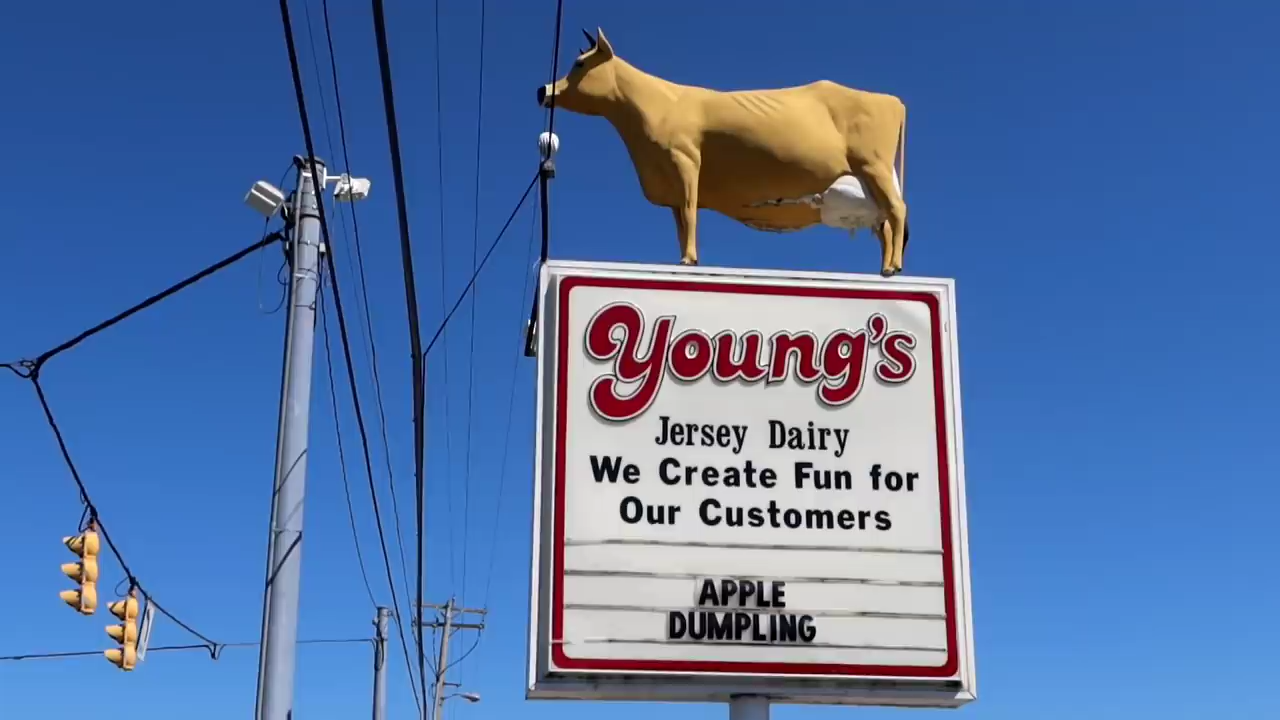 Young's
Jersey Dairy
We Create Fun for
Our Customers
APPLE
DUMPLING